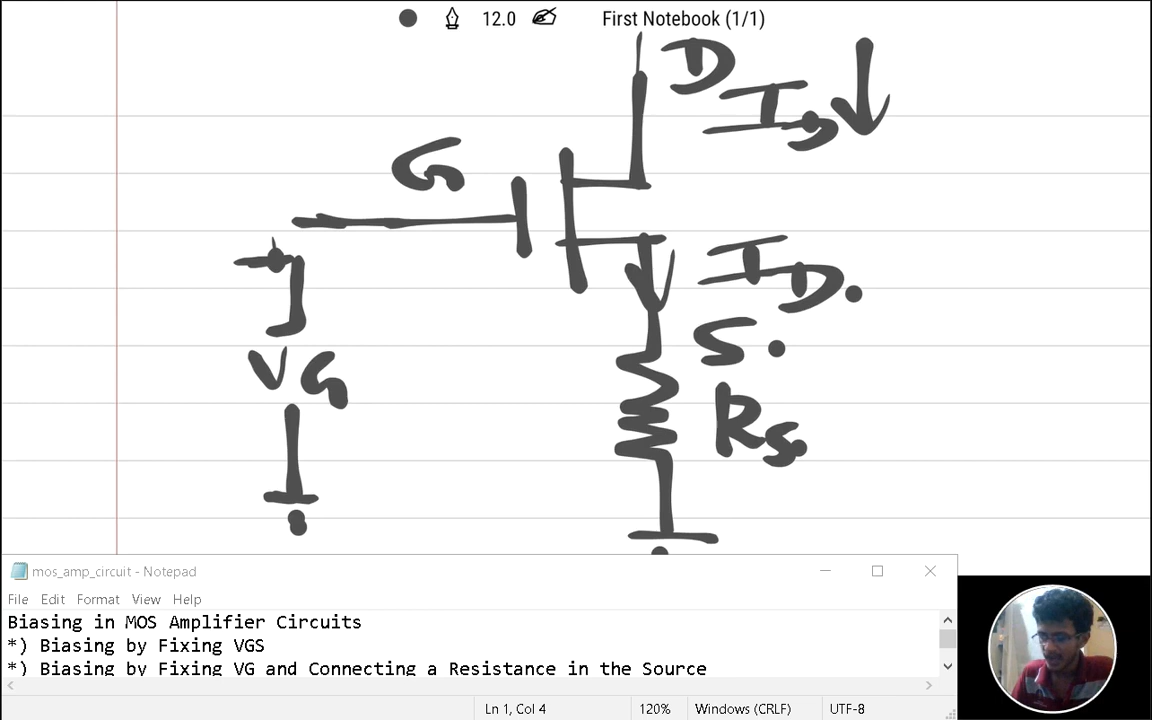 12.0 First Notebook (1/1)
D
I D
G
I D.
S.
VG
Rs
mos_amp_circuit - Notepad
File Edit Format View Help
Biasing in MOS Amplifier Circuits
*) Biasing by Fixing VGS
*) Biasing by Fixing VG and Connecting a Resistance in the Source
Ln 1, Col 4 120% Windows (CRLF) UTF-8